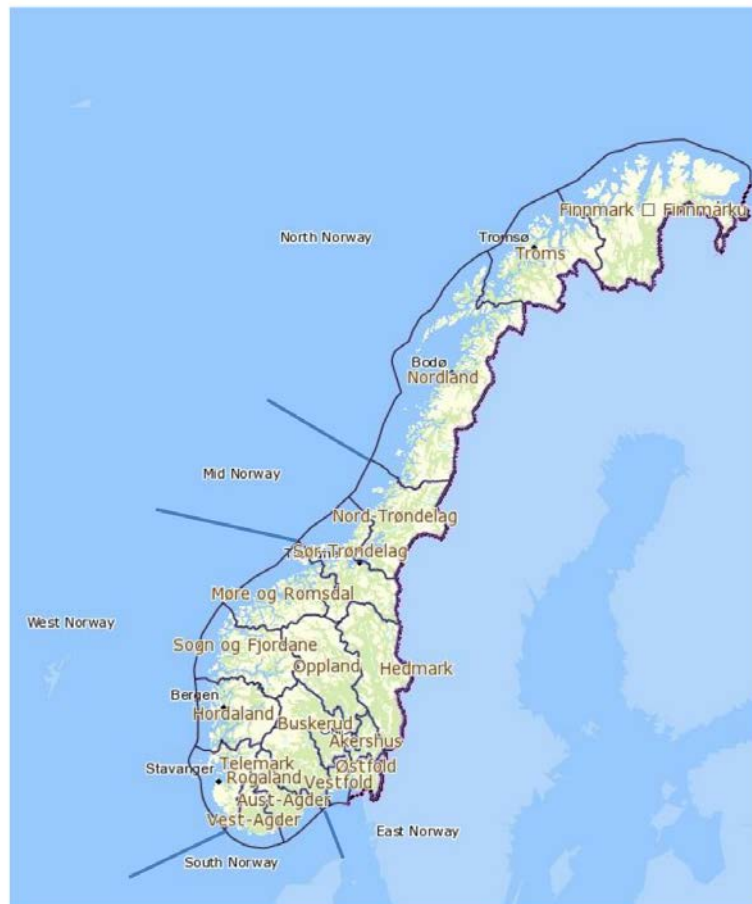 North Norway
Finnmark □ Finnmárku
Tromsø
Troms
Bodø
Nordland
Mid Norway
Nord-Trøndelag
Sør-Trøndelag
Møre og Romsdal
West Norway
Sogn og Fjordane
Oppland
Hedmark
Bergen
Hordaland
Buskerud
Akershus
Telemark
Østfold
Stavanger
Rogaland
Vestfold
Aust-Agder
Vest-Agder
East Norway
South Norway